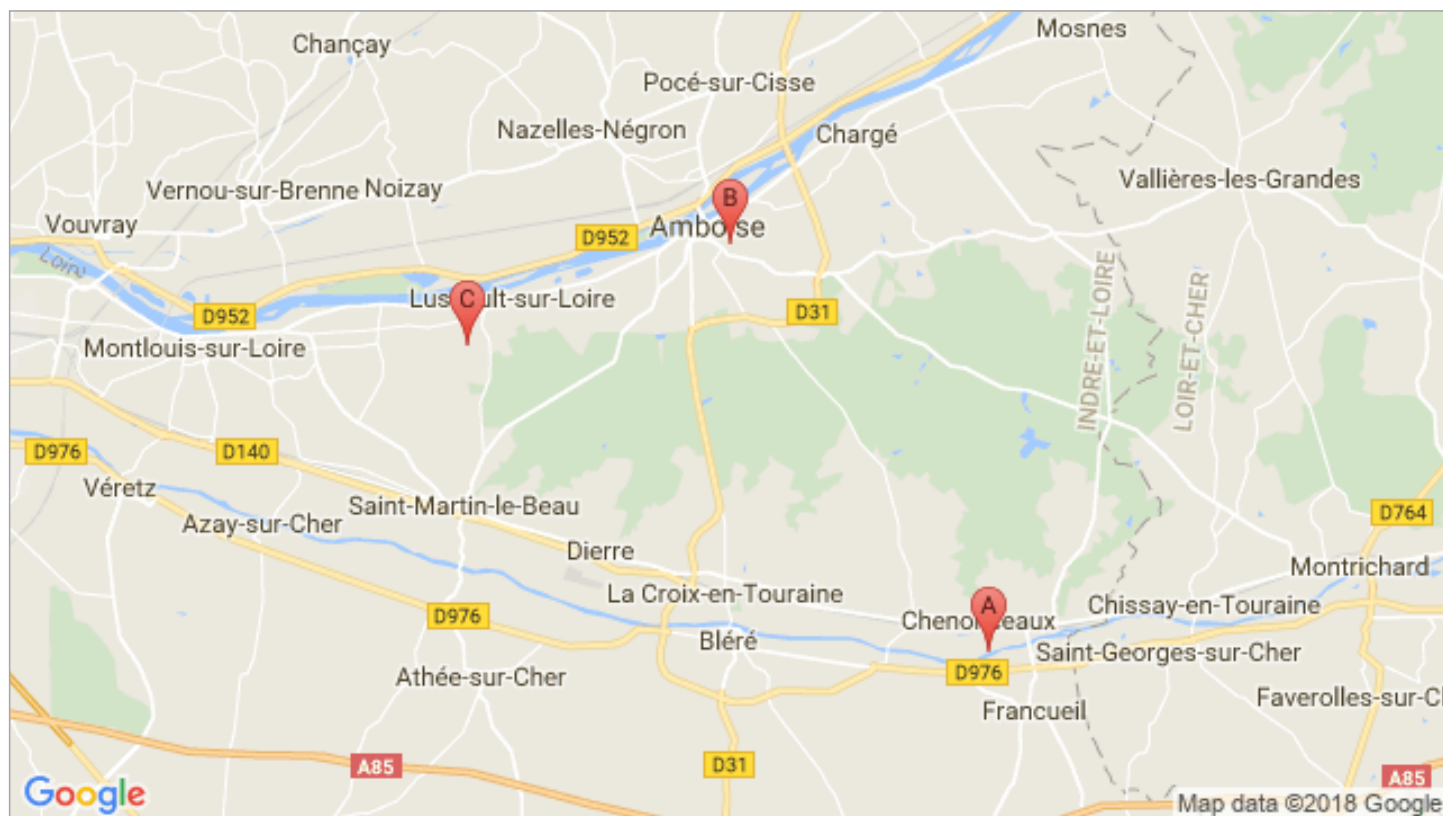 Mosnes
Chançay
Pocé-sur-Cisse
Nazelles-Négron
Chargé
Vernou-sur-Brenne
Noizay
Vallières-les-Grandes
B
Vouvray
Amboise
D952
Loire
C
Lussault-sur-Loire
D31
D952
INDRE-ET-LOIRE
LOIR-ET-CHER
Montlouis-sur-Loire
D976
D140
Véretz
Saint-Martin-le-Beau
D764
Azay-sur-Cher
Dierre
Montrichard
La Croix-en-Touraine
A
Chissay-en-Touraine
D976
Chenonceaux
Bléré
Saint-Georges-sur-Cher
Athée-sur-Cher
D976
Faverolles-sur-C
Francueil
A85
D31
A85
Google
Map data ©2018 Google